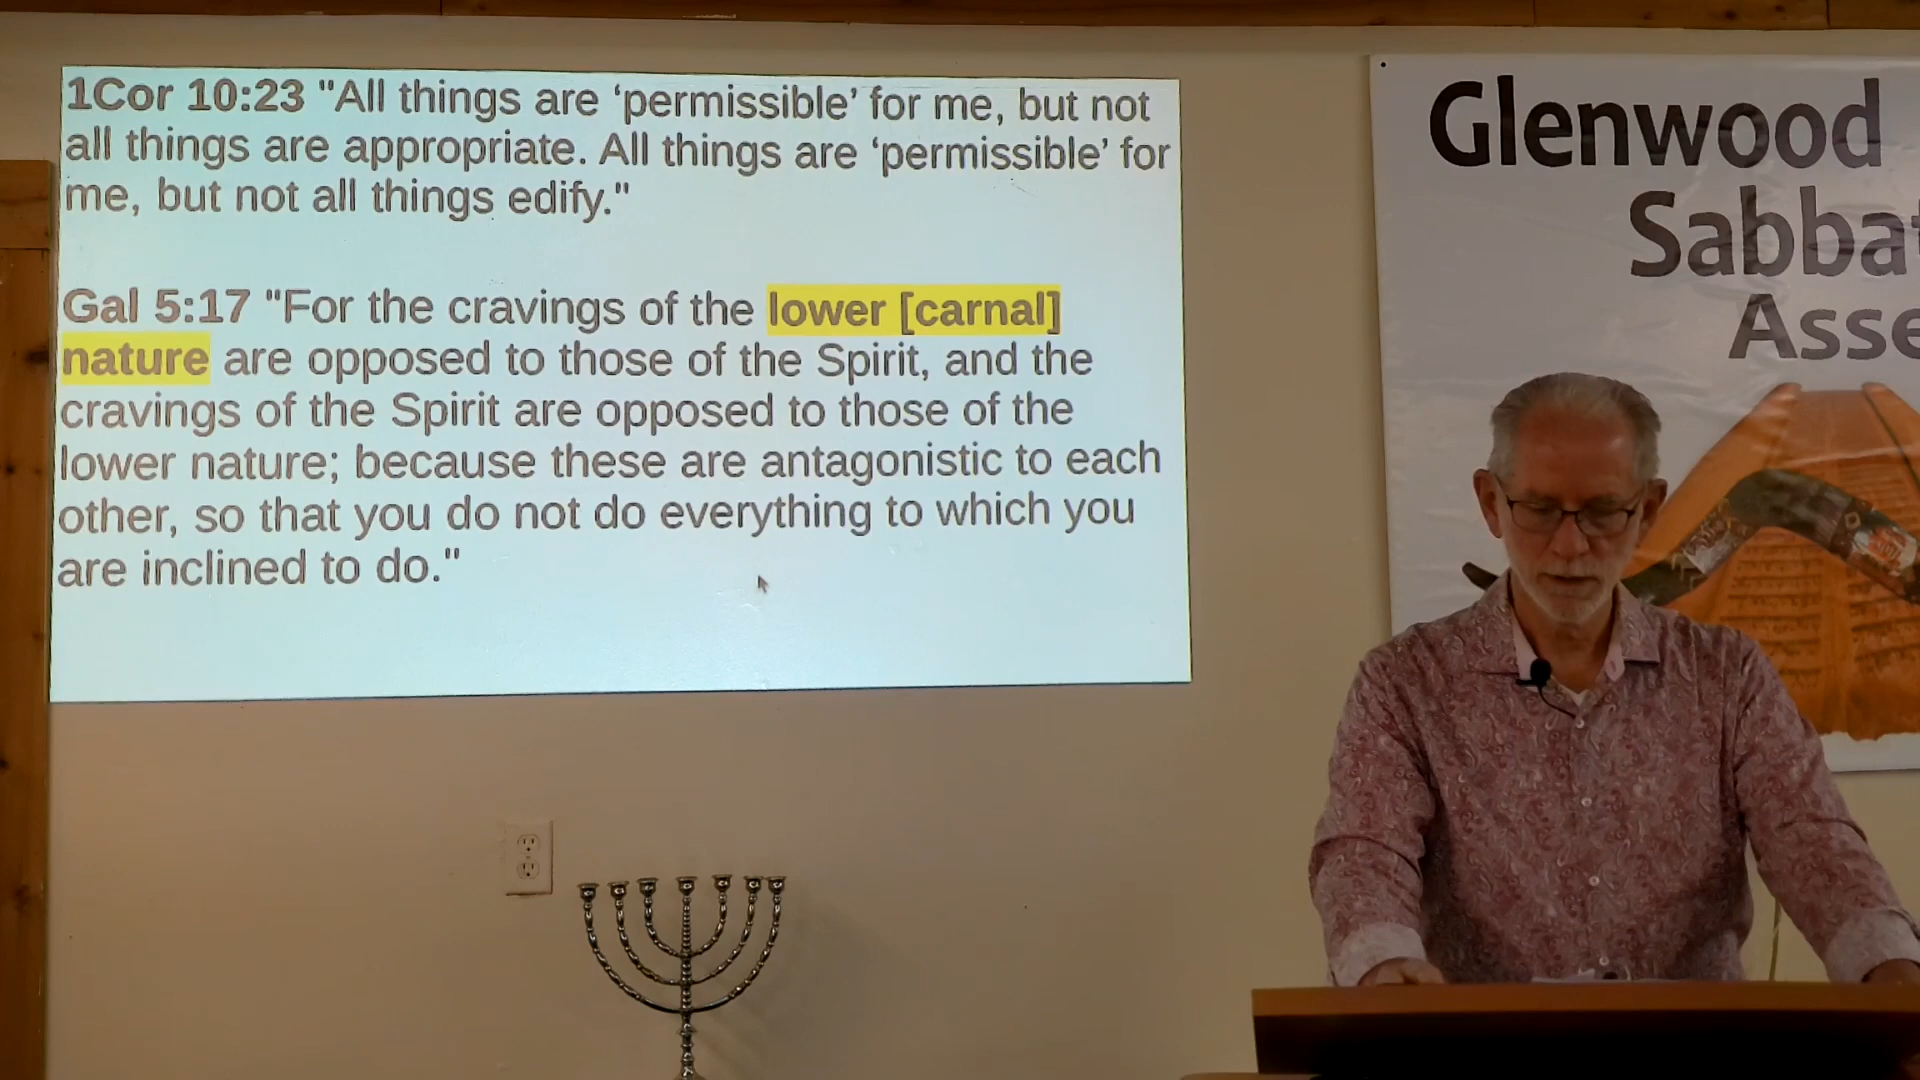 1Cor 10:23 "All things are ‘permissible’ for me, but not
all things are appropriate. All things are ‘permissible’ for
me, but not all things edify."
Gal 5:17 "For the cravings of the lower [carnal]
nature are opposed to those of the Spirit, and the
cravings of the Spirit are opposed to those of the
lower nature; because these are antagonistic to each
other, so that you do not do everything to which you
are inclined to do."
Glenwood
Sabbat
Asse